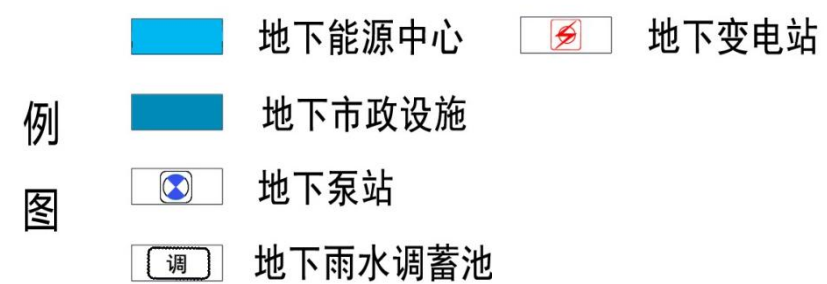 例图
地下能源中心
地下变电站
地下市政设施
地下泵站
调 地下雨水调蓄池